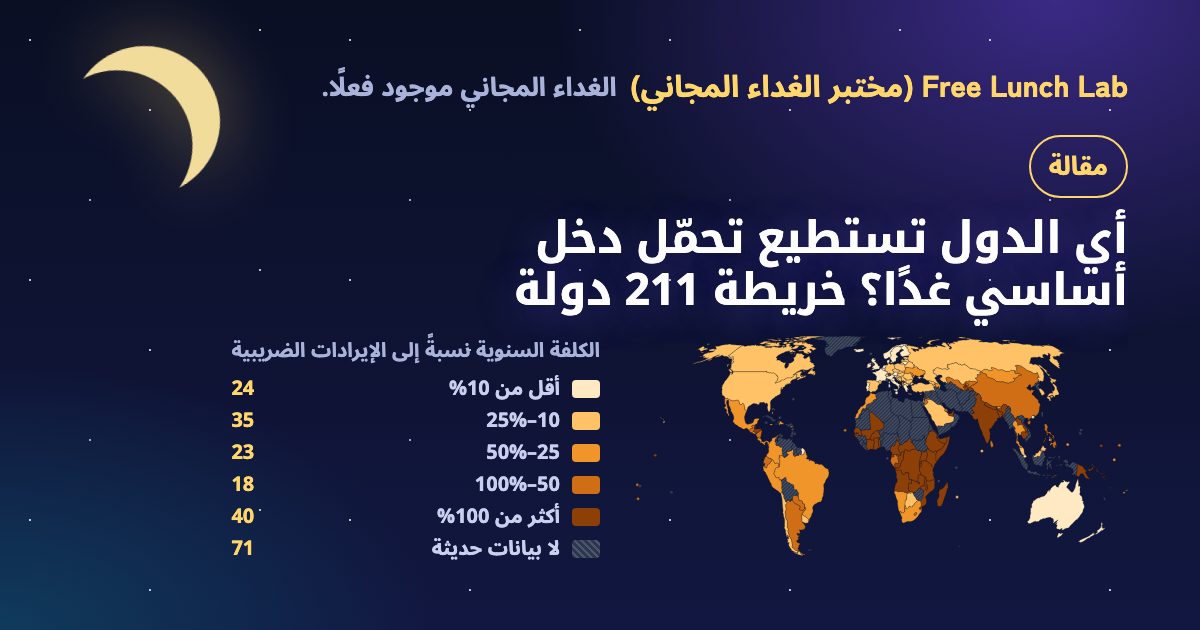 Free Lunch Lab (مختبر الغداء المجاني) الغداء المجاني موجود فعلًا.
مقالة
أي الدول تستطيع تحمّل دخل
أساسي غدًا؟ خريطة 211 دولة
الكلفة السنوية نسبةً إلى الإيرادات الضريبية
أقل من 10% 24
10–25% 35
25–50% 23
50–100% 18
أكثر من 100% 40
لا بيانات حديثة 71